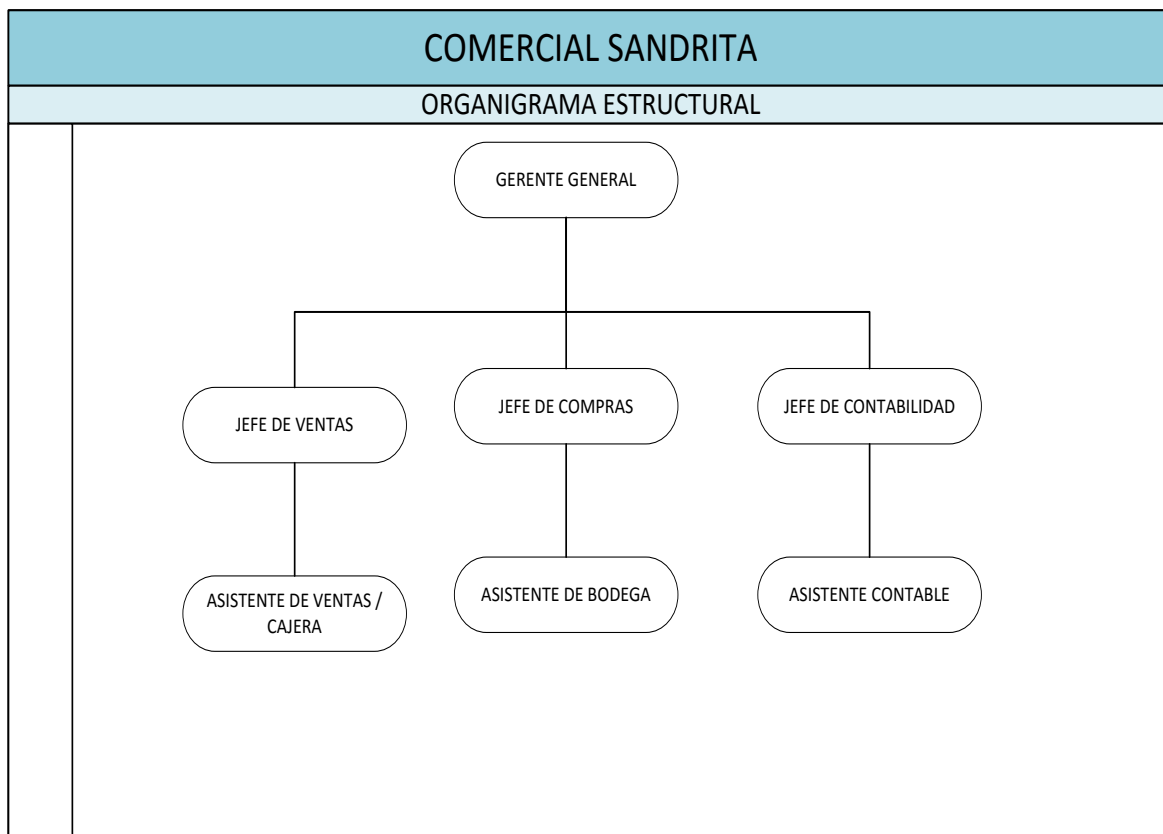 COMERCIAL SANDRITA
ORGANIGRAMA ESTRUCTURAL
GERENTE GENERAL
JEFE DE VENTAS
JEFE DE COMPRAS
JEFE DE CONTABILIDAD
ASISTENTE DE VENTAS /
CAJERA
ASISTENTE DE BODEGA
ASISTENTE CONTABLE